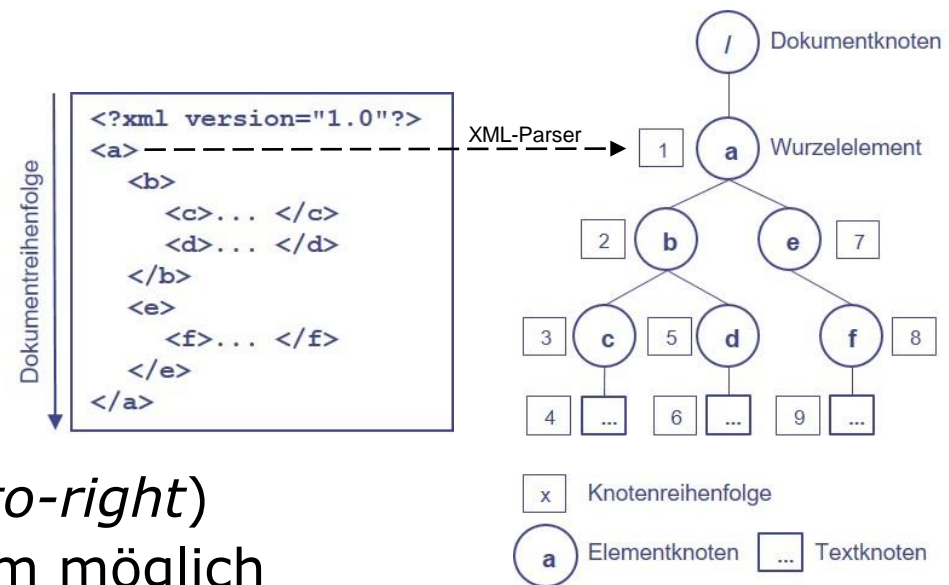 Dokumentreihenfolge
<?xml version="1.0"?>
<a>
<b>
<c>... </c>
<d>... </d>
</b>
<e>
<f>... </f>
</e>
</a>
XML-Parser
/ Dokumentknoten
1 a Wurzelelement
2 b e 7
3 c 5 d f 8
4 ... 6 ... 9 ...
x Knotenreihenfolge
a Elementknoten ... Textknoten
to-right)
m möglich